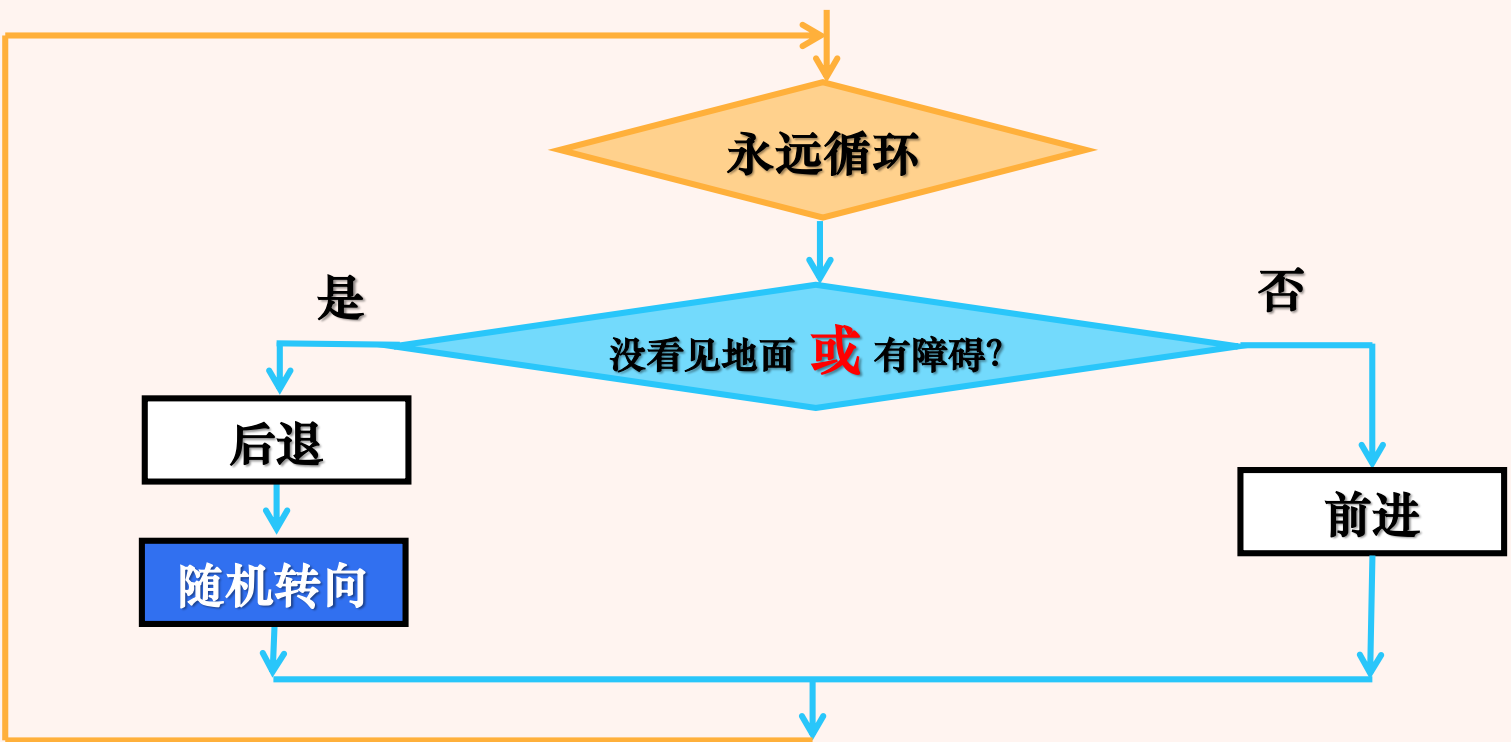 永远循环
是
否
没看见地面 或 有障碍?
后退
前进
随机转向